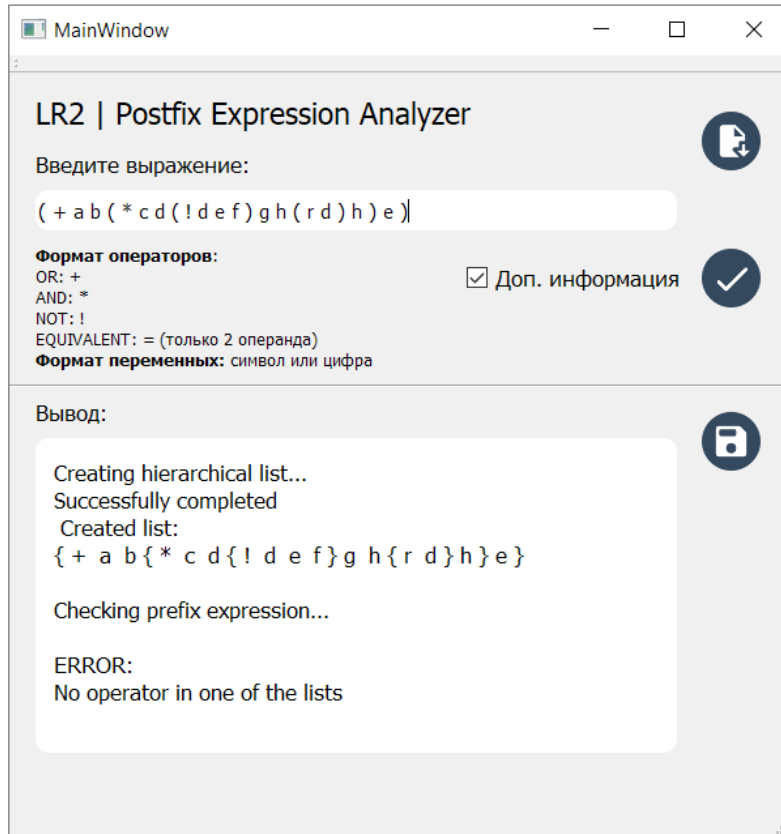 MainWindow
LR2 | Postfix Expression Analyzer
Введите выражение:
( + a b ( * c d ( ! d e f ) g h ( r d ) h ) e )
Формат операторов:
OR: +
AND: *
NOT: !
EQUIVALENT: = (только 2 операнда)
Формат переменных: символ или цифра
Доп. информация
Вывод:
Creating hierarchical list...
Successfully completed
Created list:
{ + a b { * c d { ! d e f } g h { r d } h } e }
Checking prefix expression...
ERROR:
No operator in one of the lists